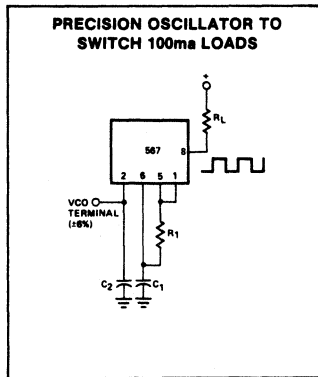 PRECISION OSCILLATOR TO
SWITCH 100ma LOADS
+
RL
567
8
2 6 5 1
VCO
TERMINAL
(±6%)
R1
C2 C1